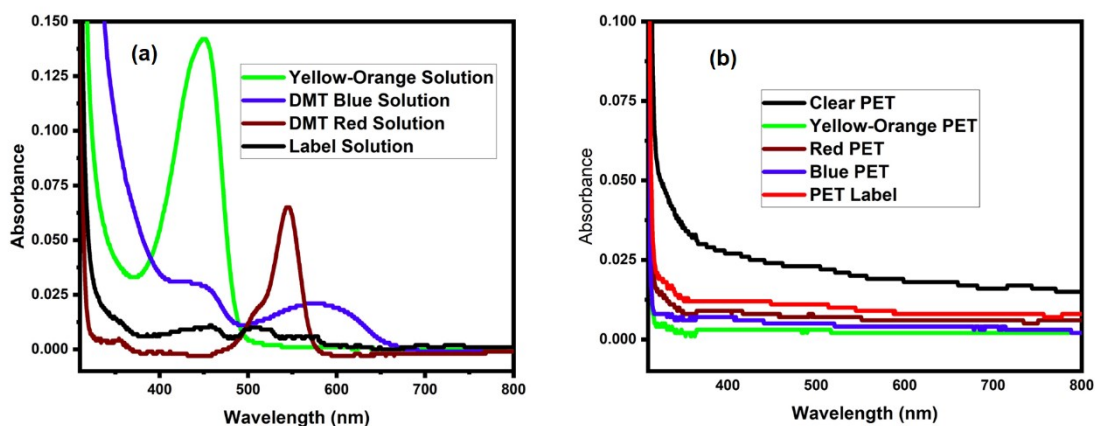 (a)
Yellow-Orange Solution
DMT Blue Solution
DMT Red Solution
Label Solution
Absorbance
0.150
0.125
0.100
0.075
0.050
0.025
0.000
400
500
600
700
800
Wavelength (nm)
(b)
Clear PET
Yellow-Orange PET
Red PET
Blue PET
PET Label
Absorbance
0.100
0.075
0.050
0.025
0.000
400
500
600
700
800
Wavelength (nm)